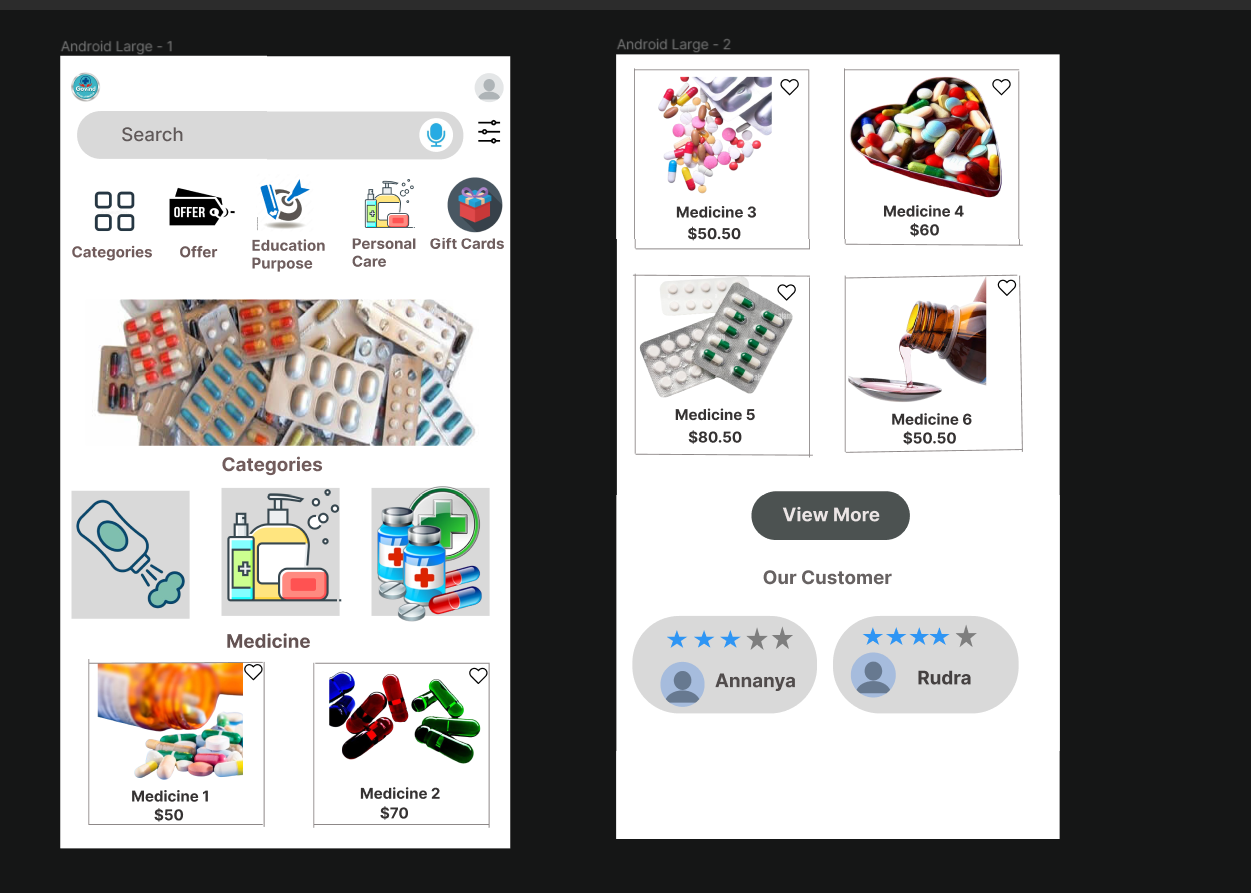 Android Large - 1
Govind
Search
OFFER
Categories
Offer
Education
Purpose
Personal
Care
Gift Cards
Categories
Medicine
Medicine 1
$50
Medicine 2
$70
Android Large - 2
Medicine 3
$50.50
Medicine 4
$60
Medicine 5
$80.50
Medicine 6
$50.50
View More
Our Customer
Annanya
Rudra